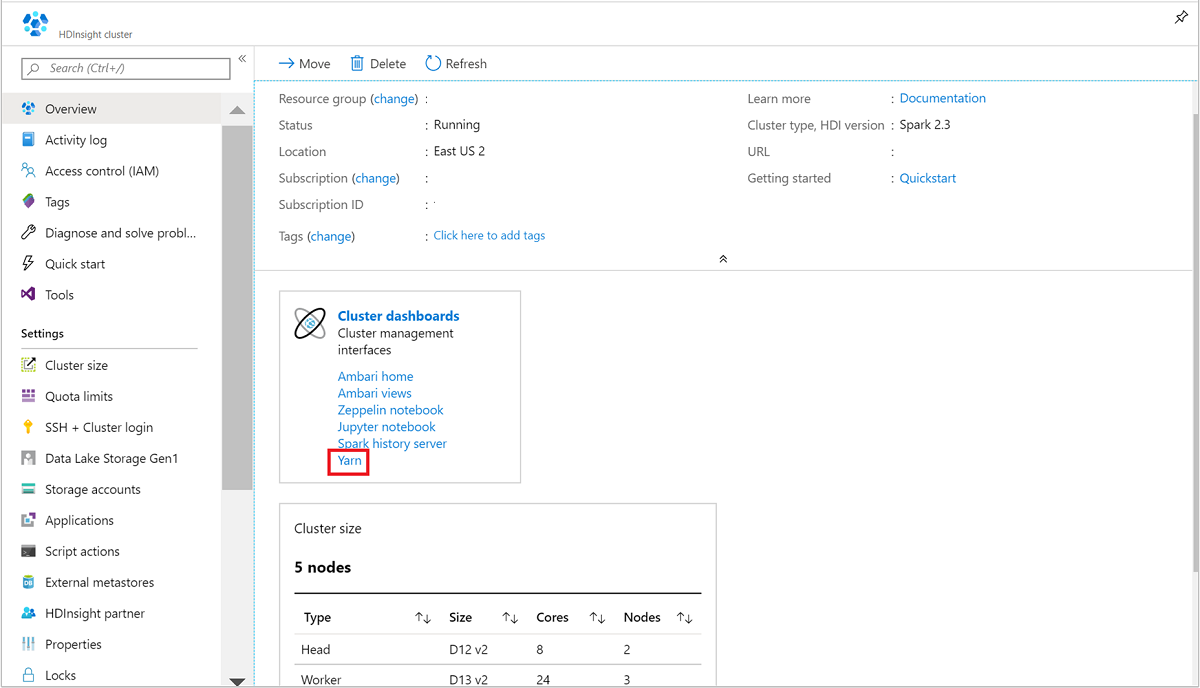 HDInsight cluster
Search (Ctrl+/)
«
Overview
Activity log
Access control (IAM)
Tags
Diagnose and solve probl...
Quick start
Tools
Settings
Cluster size
Quota limits
SSH + Cluster login
Data Lake Storage Gen1
Storage accounts
Applications
Script actions
External metastores
HDInsight partner
Properties
Locks
Move Delete Refresh
Resource group (change) :
Status : Running
Location : East US 2
Subscription (change) :
Subscription ID :
Tags (change) : Click here to add tags
Learn more : Documentation
Cluster type, HDI version : Spark 2.3
URL :
Getting started : Quickstart
Cluster dashboards
Cluster management
interfaces
Ambari home
Ambari views
Zeppelin notebook
Jupyter notebook
Spark history server
Yarn
Cluster size
5 nodes
Type Size Cores Nodes
Head D12 v2 8 2
Worker D13 v2 24 3